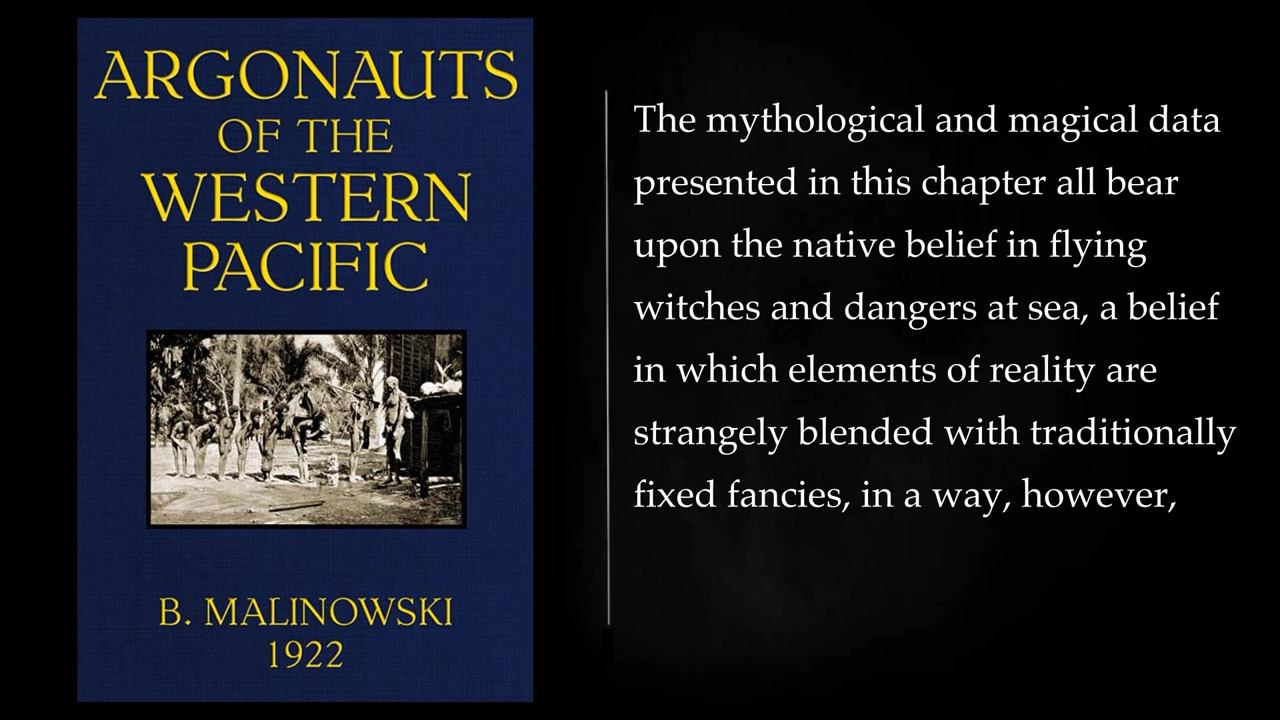 ARGONAUTS
OF THE
WESTERN
PACIFIC
B. MALINOWSKI
1922
The mythological and magical data
presented in this chapter all bear
upon the native belief in flying
witches and dangers at sea, a belief
in which elements of reality are
strangely blended with traditionally
fixed fancies, in a way, however,